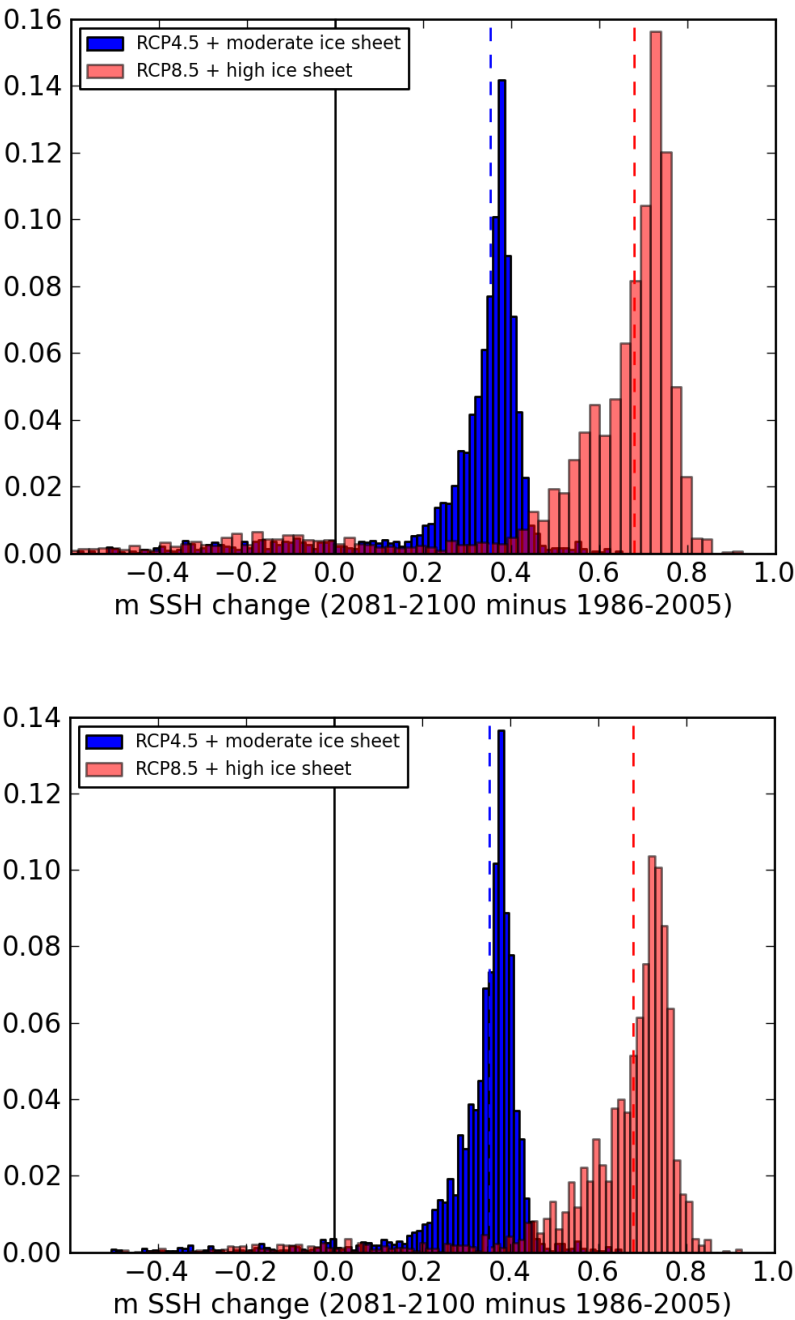 0.16
RCP4.5 + moderate ice sheet
RCP8.5 + high ice sheet
0.14
0.12
0.10
0.08
0.06
0.04
0.02
0.00
−0.4 −0.2 0.0 0.2 0.4 0.6 0.8 1.0
m SSH change (2081-2100 minus 1986-2005)
0.14
RCP4.5 + moderate ice sheet
RCP8.5 + high ice sheet
0.12
0.10
0.08
0.06
0.04
0.02
0.00
−0.4 −0.2 0.0 0.2 0.4 0.6 0.8 1.0
m SSH change (2081-2100 minus 1986-2005)